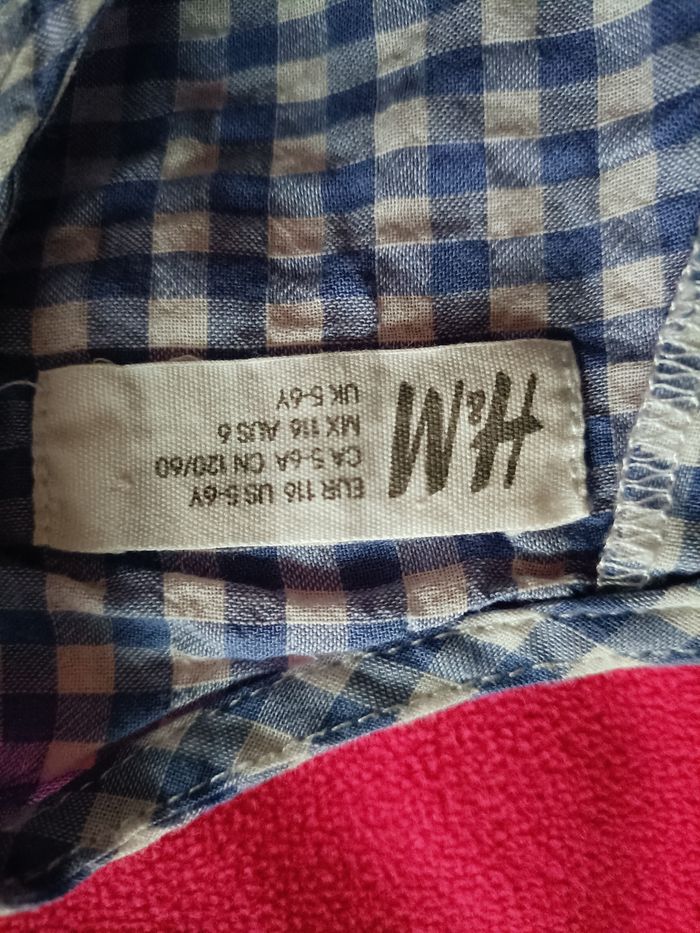 H&M
EUR 116 US 5-6Y
CA 5-6A CN 120/60
MX 116 AUS 6
UK 5-6Y